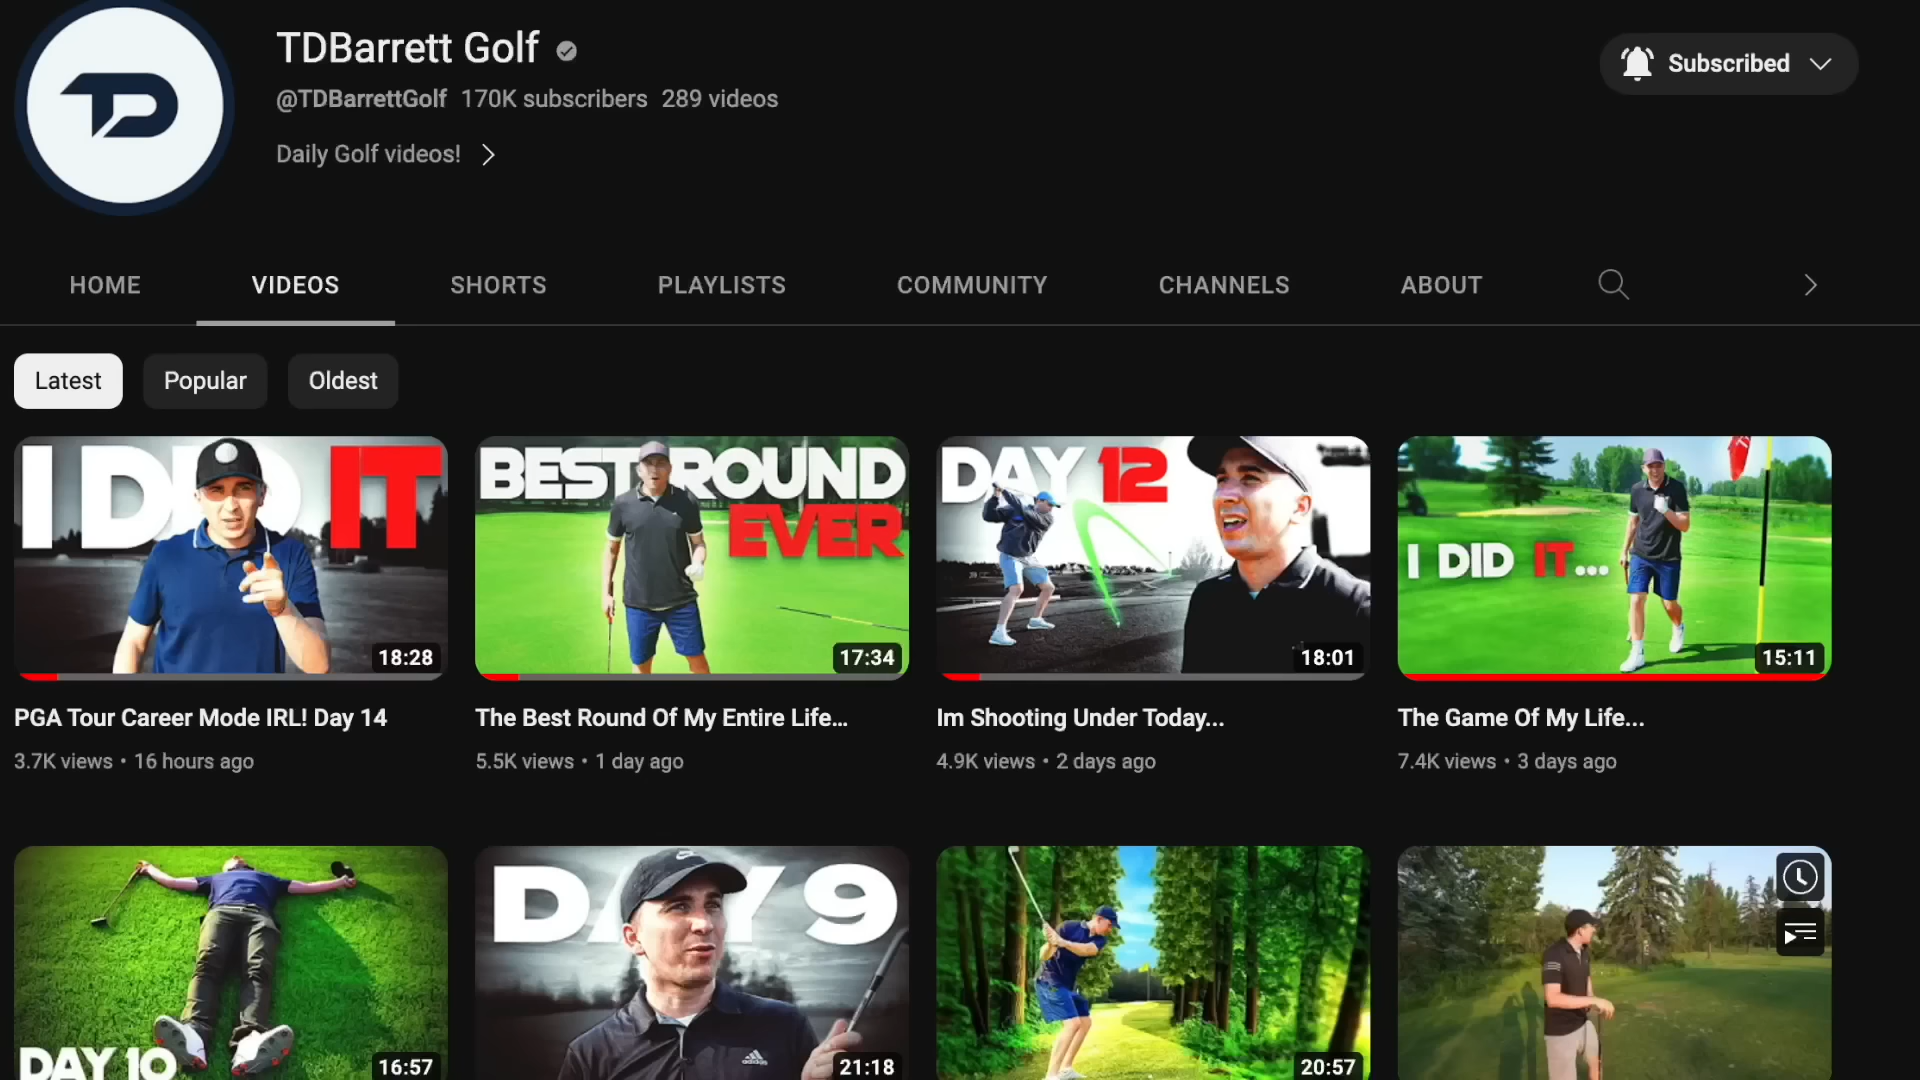 TD
TDBarrett Golf
@TDBarrettGolf 170K subscribers 289 videos
Daily Golf videos!
Subscribed
HOME VIDEOS SHORTS PLAYLISTS COMMUNITY CHANNELS ABOUT
Latest Popular Oldest
I DID IT
18:28
BEST ROUND
EVER
17:34
DAY 12
18:01
I DID IT...
15:11
PGA Tour Career Mode IRL! Day 14
3.7K views • 16 hours ago
The Best Round Of My Entire Life...
5.5K views • 1 day ago
Im Shooting Under Today...
4.9K views • 2 days ago
The Game Of My Life...
7.4K views • 3 days ago
DAY 10
16:57
DAY 9
adidas
21:18
20:57